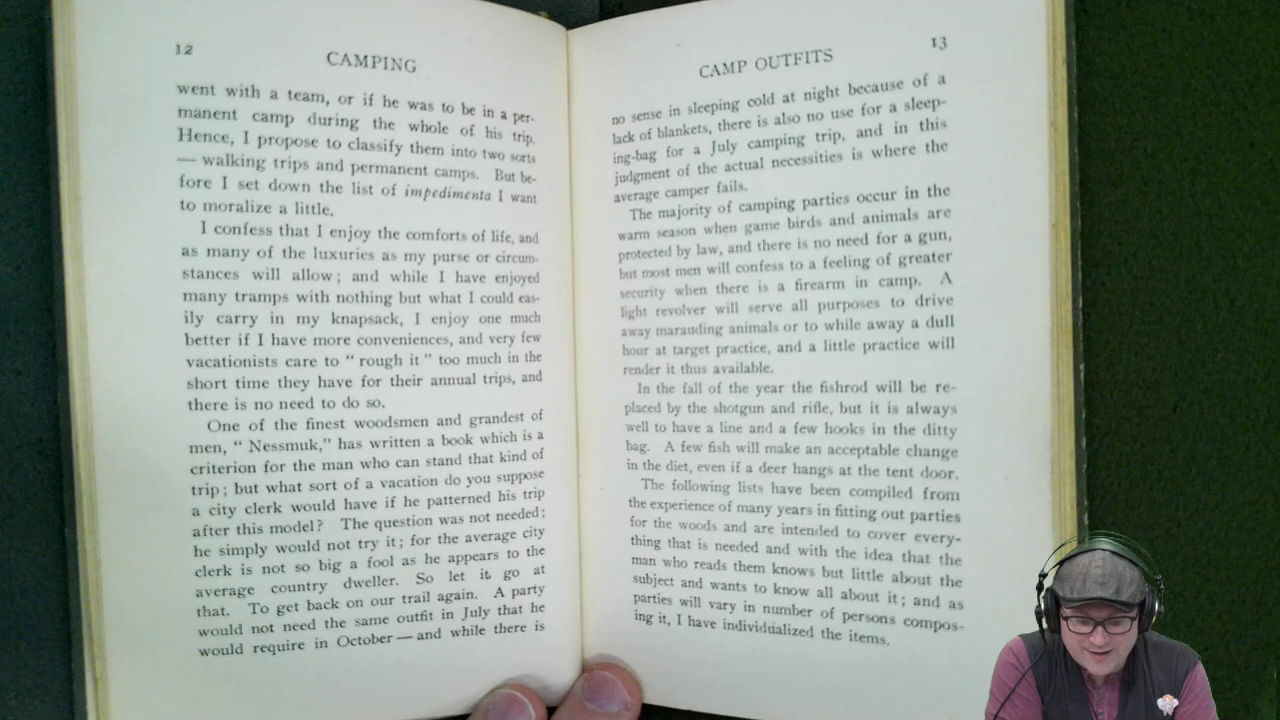 12
CAMPING
went with a team, or if he was to be in a per-
manent camp during the whole of his trip.
Hence, I propose to classify them into two sorts
— walking trips and permanent camps. But be-
fore I set down the list of impedimenta I want
to moralize a little.
I confess that I enjoy the comforts of life, and
as many of the luxuries as my purse or circum-
stances will allow; and while I have enjoyed
many tramps with nothing but what I could eas-
ily carry in my knapsack, I enjoy one much
better if I have more conveniences, and very few
vacationists care to “rough it” too much in the
short time they have for their annual trips, and
there is no need to do so.
One of the finest woodsmen and grandest of
men, “Nessmuk,” has written a book which is a
criterion for the man who can stand that kind of
trip; but what sort of a vacation do you suppose
a city clerk would have if he patterned his trip
after this model? The question was not needed;
he simply would not try it; for the average city
clerk is not so big a fool as he appears to the
average country dweller. So let it go at
that. To get back on our trail again. A party
would not need the same outfit in July that he
would require in October — and while there is
CAMP OUTFITS
13
no sense in sleeping cold at night because of a
lack of blankets, there is also no use for a sleep-
ing-bag for a July camping trip, and in this
judgment of the actual necessities is where the
average camper fails.
The majority of camping parties occur in the
warm season when game birds and animals are
protected by law, and there is no need for a gun,
but most men will confess to a feeling of greater
security when there is a firearm in camp. A
light revolver will serve all purposes to drive
away marauding animals or to while away a dull
hour at target practice, and a little practice will
render it thus available.
In the fall of the year the fishrod will be re-
placed by the shotgun and rifle, but it is always
well to have a line and a few hooks in the ditty
bag. A few fish will make an acceptable change
in the diet, even if a deer hangs at the tent door.
The following lists have been compiled from
the experience of many years in fitting out parties
for the woods and are intended to cover every-
thing that is needed and with the idea that the
man who reads them knows but little about the
subject and wants to know all about it; and as
parties will vary in number of persons compos-
ing it, I have individualized the items.